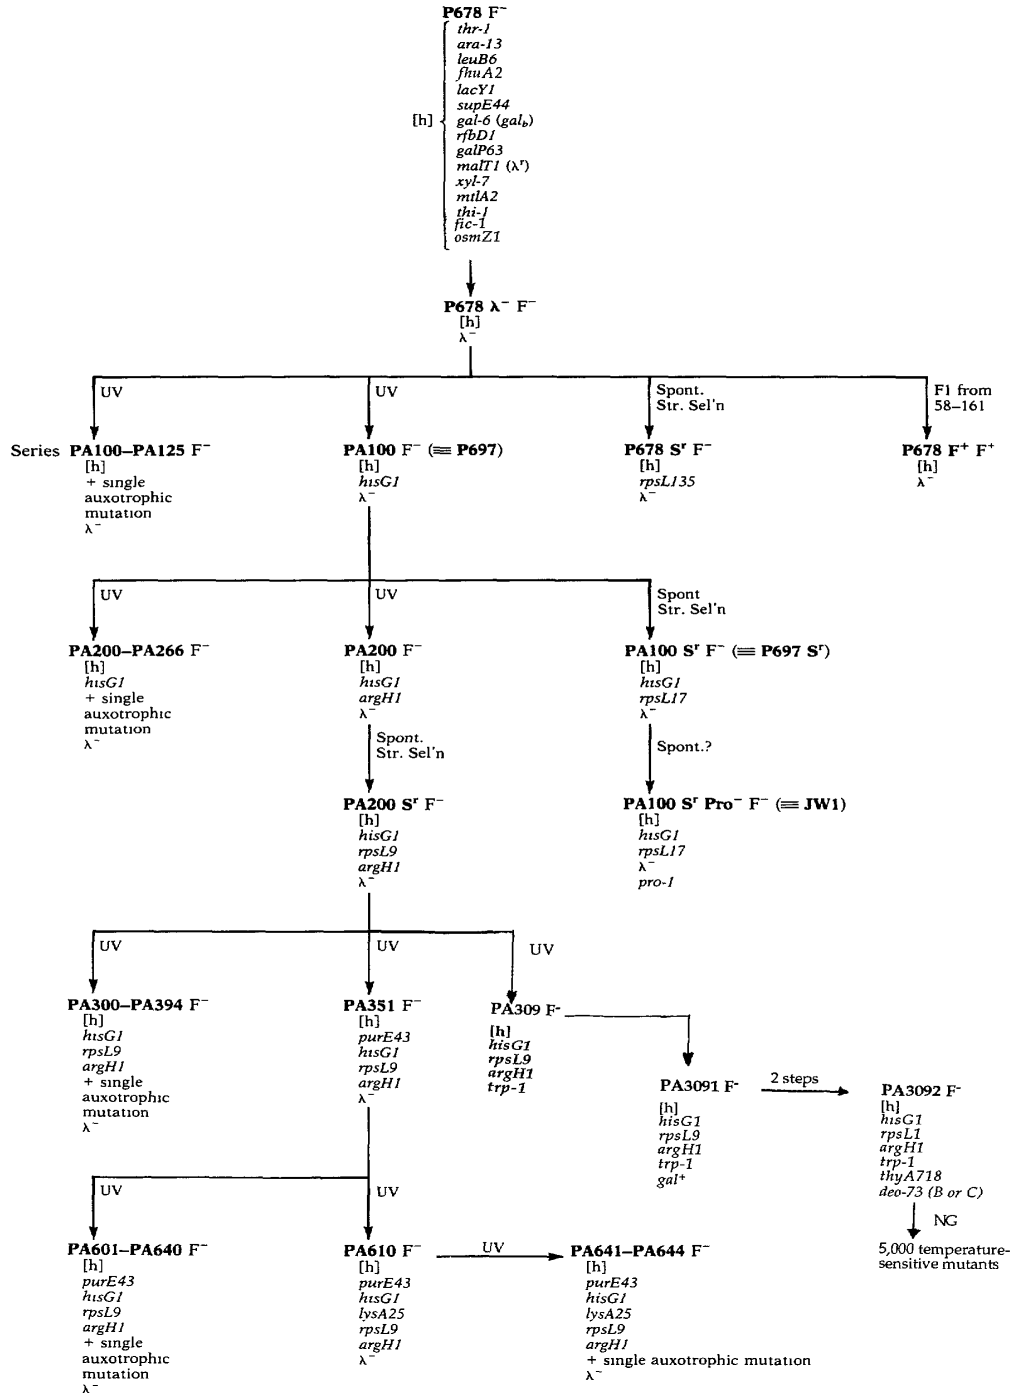 P678 F⁻
thr-1
ara-13
leuB6
fhuA2
lacY1
supE44
[h]
gal-6 (gal_b)
rfbD1
galP63
malT1 (λʳ)
xyl-7
mtlA2
thi-1
fic-1
osmZ1
P678 λ⁻ F⁻
[h]
λ⁻
UV
UV
Spont.
Str. Sel'n
F1 from
58–161
Series PA100–PA125 F⁻
[h]
+ single
auxotrophic
mutation
λ⁻
PA100 F⁻ (≡ P697)
[h]
hisG1
λ⁻
P678 Sʳ F⁻
[h]
rpsL135
λ⁻
P678 F⁺ F⁺
[h]
λ⁻
UV
UV
Spont
Str. Sel'n
PA200–PA266 F⁻
[h]
hisG1
+ single
auxotrophic
mutation
λ⁻
PA200 F⁻
[h]
hisG1
argH1
λ⁻
PA100 Sʳ F⁻ (≡ P697 Sʳ)
[h]
hisG1
rpsL17
λ⁻
Spont.
Str. Sel'n
Spont.?
PA200 Sʳ F⁻
[h]
hisG1
rpsL9
argH1
λ⁻
PA100 Sʳ Pro⁻ F⁻ (≡ JW1)
[h]
hisG1
rpsL17
λ⁻
pro-1
UV
UV
UV
PA300–PA394 F⁻
[h]
hisG1
rpsL9
argH1
+ single
auxotrophic
mutation
λ⁻
PA351 F⁻
[h]
purE43
hisG1
rpsL9
argH1
λ⁻
PA309 F⁻
[h]
hisG1
rpsL9
argH1
trp-1
PA3091 F⁻
[h]
hisG1
rpsL9
argH1
trp-1
gal⁺
2 steps
PA3092 F⁻
[h]
hisG1
rpsL1
argH1
trp-1
thyA718
deo-73 (B or C)
NG
5,000 temperature-
sensitive mutants
UV
UV
PA601–PA640 F⁻
[h]
purE43
hisG1
rpsL9
argH1
+ single
auxotrophic
mutation
λ⁻
PA610 F⁻
[h]
purE43
hisG1
lysA25
rpsL9
argH1
λ⁻
UV
PA641–PA644 F⁻
[h]
purE43
hisG1
lysA25
rpsL9
argH1
+ single auxotrophic mutation
λ⁻